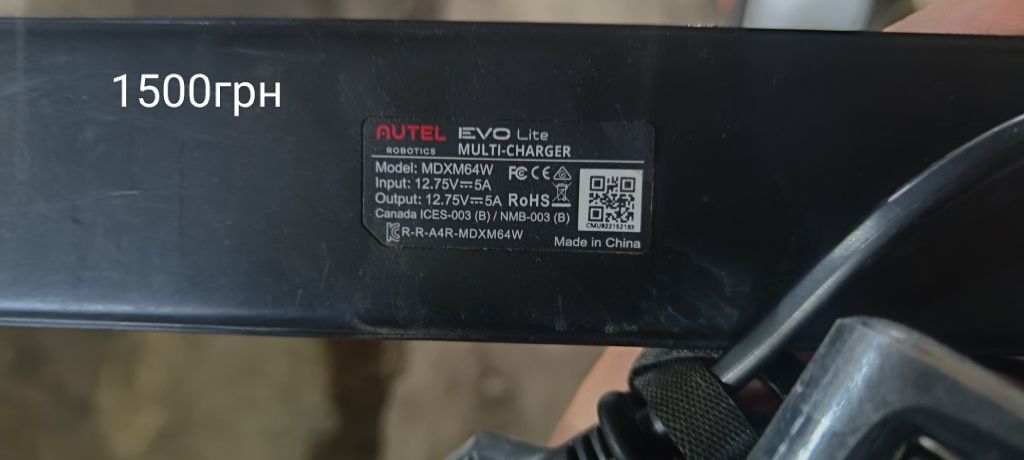 1500грн
AUTEL EVO Lite
ROBOTICS MULTI-CHARGER
Model: MDXM64W
Input: 12.75V⎓5A
Output: 12.75V⎓5A RoHS
Canada ICES-003 (B) / NMB-003 (B)
R-R-A4R-MDXM64W
Made in China